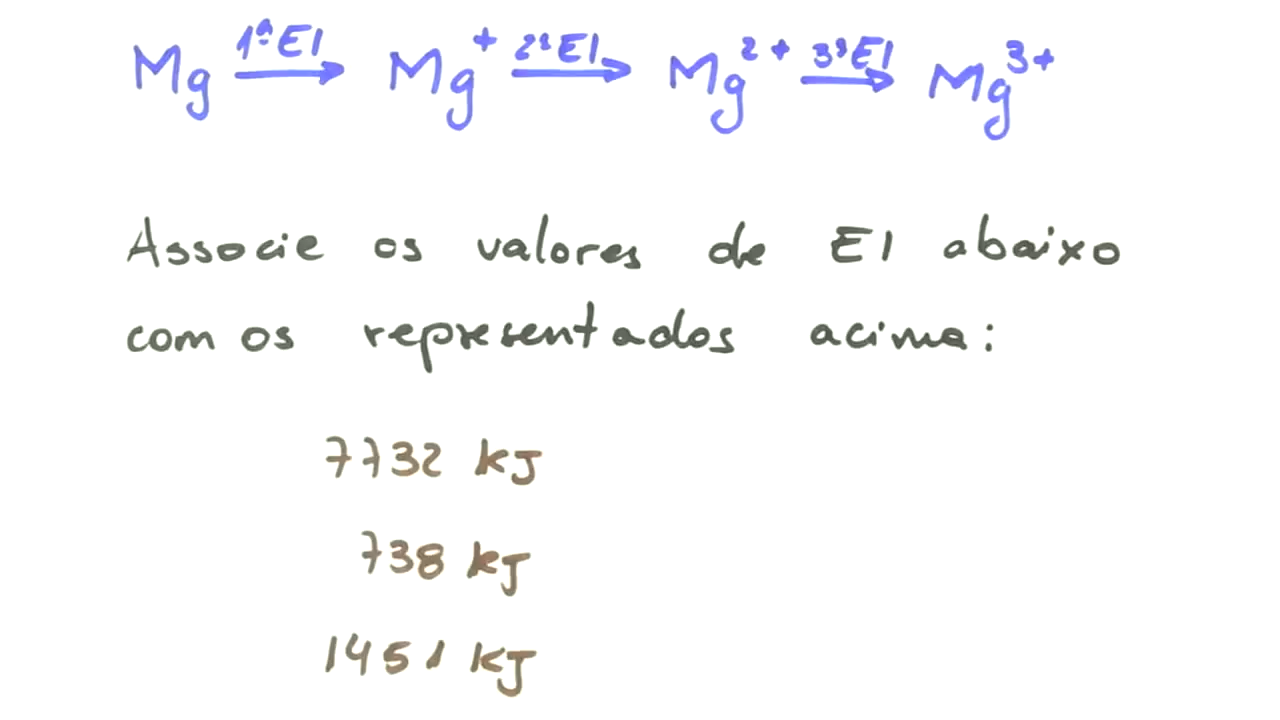 Mg 1ª EI → Mg⁺ 2ª EI → Mg²⁺ 3ª EI → Mg³⁺
Associe os valores de EI abaixo
com os representados acima:
7732 kJ
738 kJ
1451 kJ